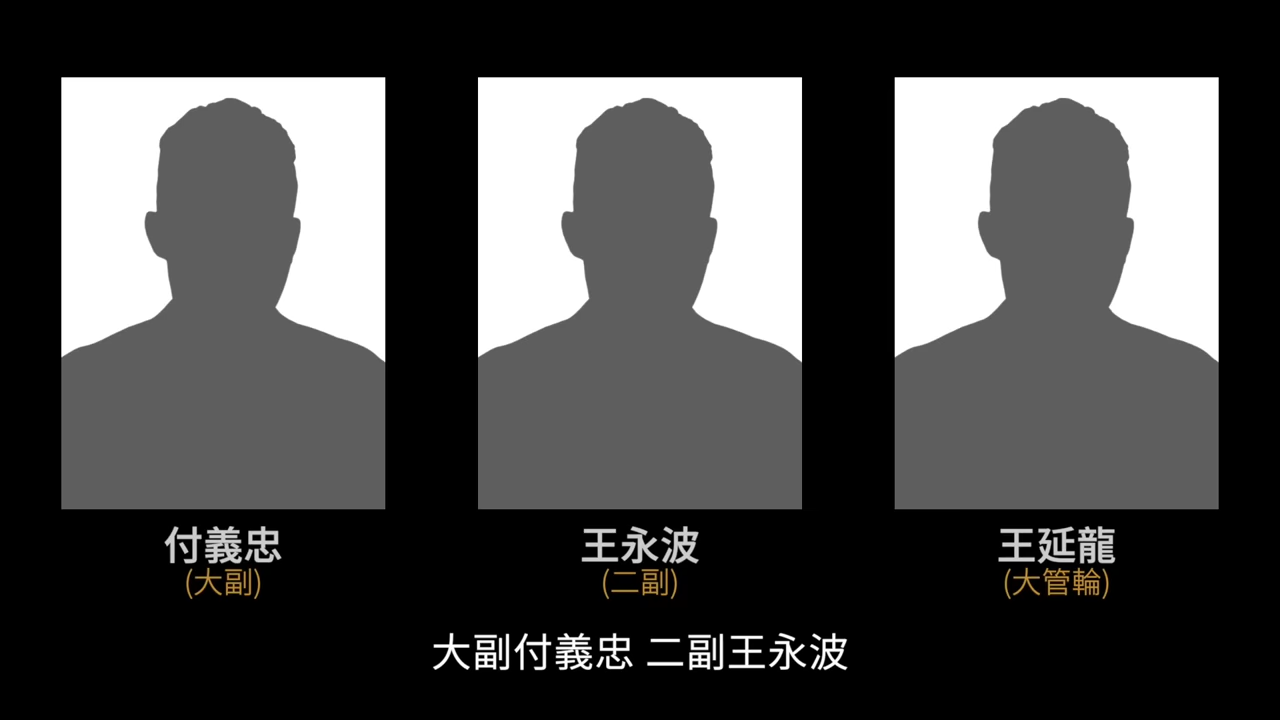 付義忠
(大副)
王永波
(二副)
王延龍
(大管輪)
大副付義忠 二副王永波